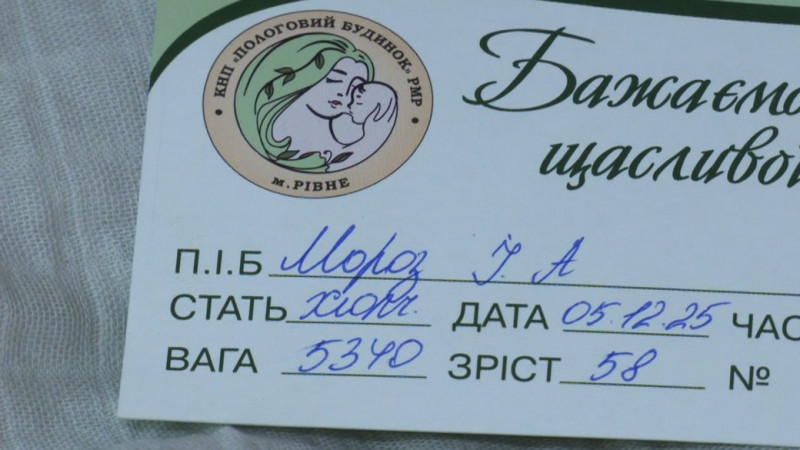 КНП «ПОЛОГОВИЙ БУДИНОК» РМР
м. РІВНЕ
Бажаємо
щасливої
П.І.Б Мороз І. А
СТАТЬ хлопч. ДАТА 05.12.25 ЧАС
ВАГА 5340 ЗРІСТ 58 №